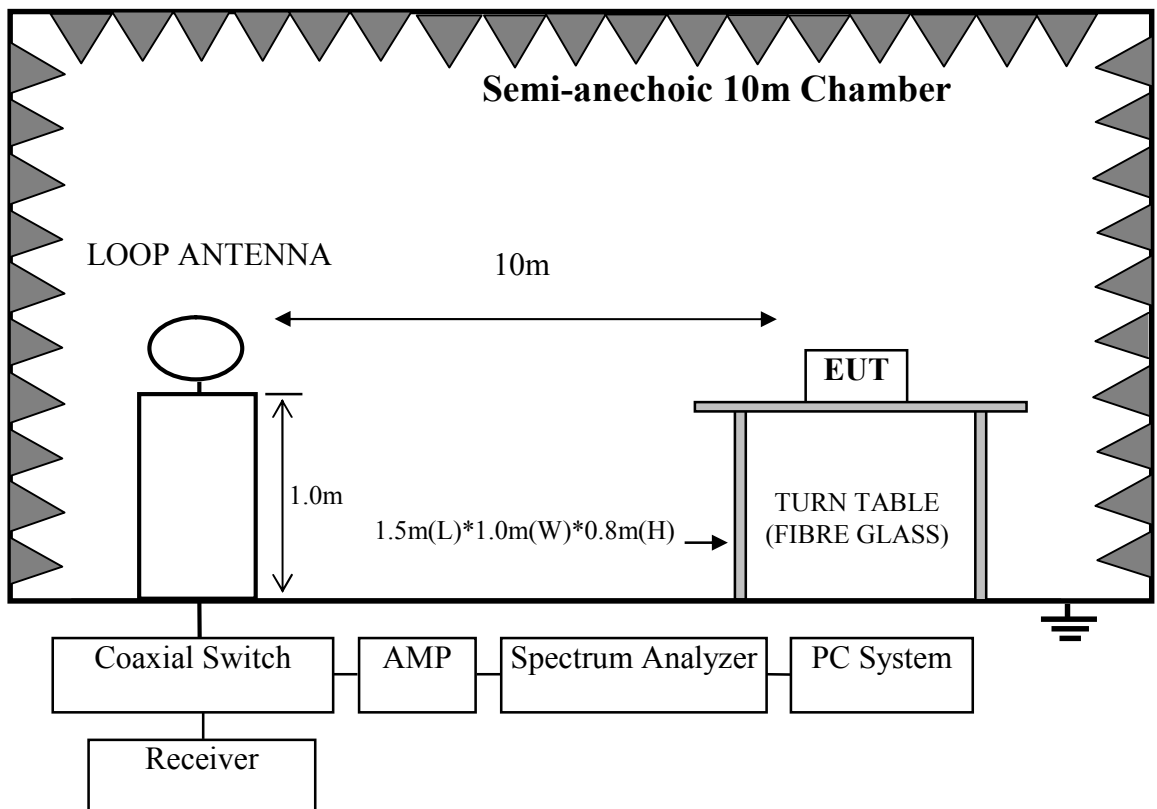 Semi-anechoic 10m Chamber
LOOP ANTENNA
10m
EUT
1.0m
1.5m(L)*1.0m(W)*0.8m(H)
TURN TABLE
(FIBRE GLASS)
Coaxial Switch
AMP
Spectrum Analyzer
PC System
Receiver